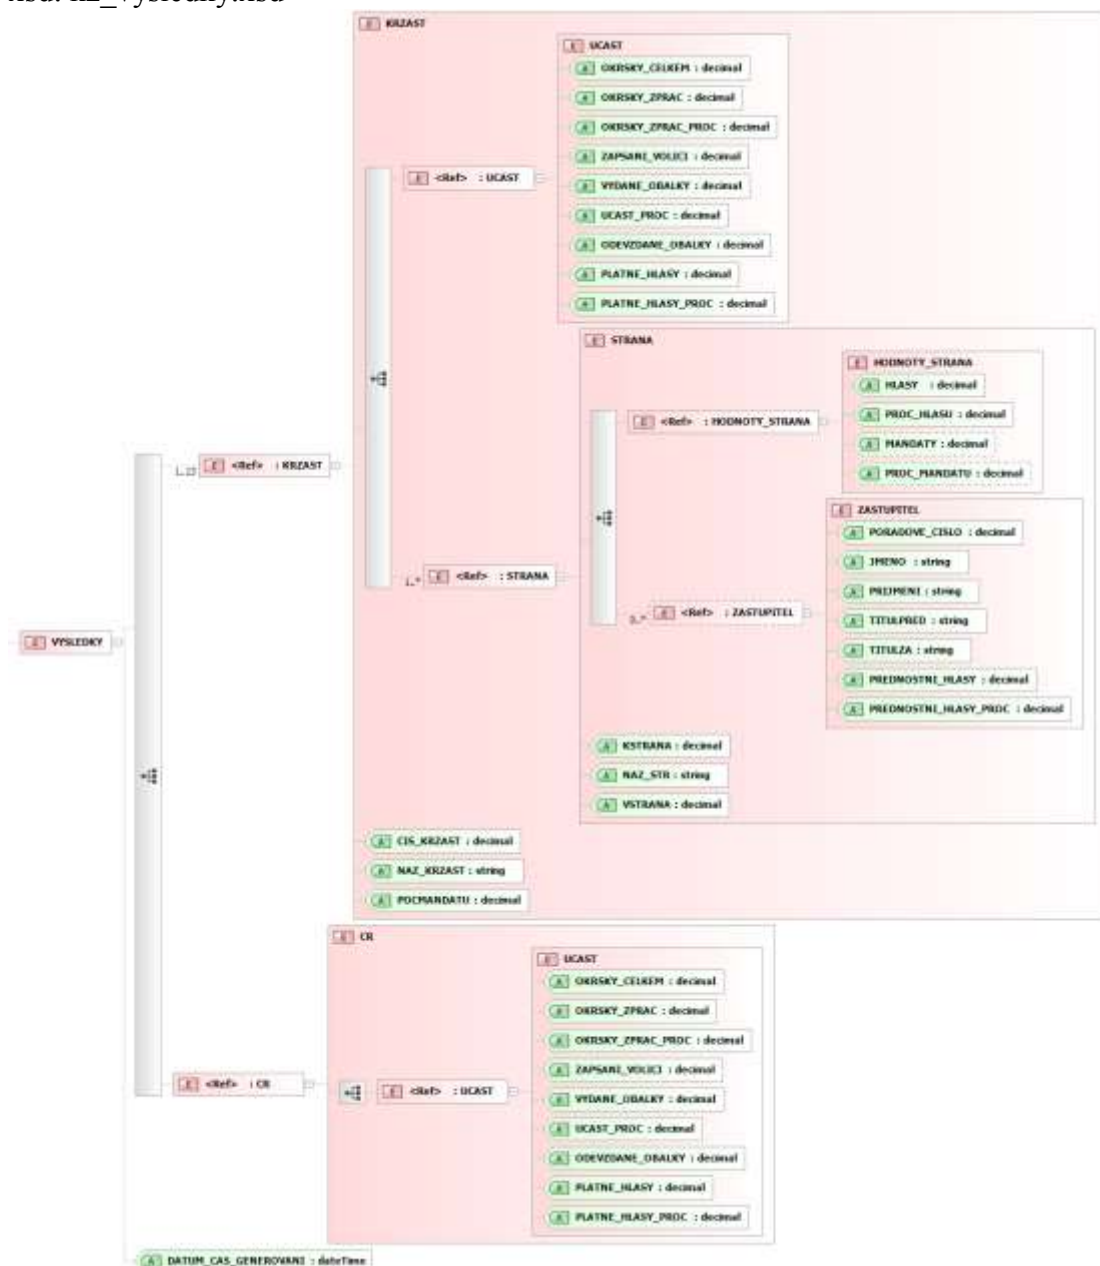 KRZAST
UCAST
OKRSKY_CELKEM : decimal
OKRSKY_ZPRAC : decimal
OKRSKY_ZPRAC_PROC : decimal
ZAPSANI_VOLICI : decimal
<Ref> : UCAST
VYDANE_OBALKY : decimal
UCAST_PROC : decimal
ODEVZDANE_OBALKY : decimal
PLATNE_HLASY : decimal
PLATNE_HLASY_PROC : decimal
STRANA
HODNOTY_STRANA
HLASY : decimal
<Ref> : HODNOTY_STRANA
PROC_HLASU : decimal
MANDATY : decimal
<Ref> : KRZAST
PROC_MANDATU : decimal
ZASTUPITEL
PORADOVE_CISLO : decimal
JMENO : string
1..* <Ref> : STRANA
PRIJMENI : string
0..* <Ref> : ZASTUPITEL
TITULPRED : string
VYSLEDKY
TITULZA : string
PREDNOSTNI_HLASY : decimal
PREDNOSTNI_HLASY_PROC : decimal
KSTRANA : decimal
NAZ_STR : string
VSTRANA : decimal
CIS_KRZAST : decimal
NAZ_KRZAST : string
POCMANDATU : decimal
CR
UCAST
OKRSKY_CELKEM : decimal
OKRSKY_ZPRAC : decimal
OKRSKY_ZPRAC_PROC : decimal
ZAPSANI_VOLICI : decimal
<Ref> : CR
<Ref> : UCAST
VYDANE_OBALKY : decimal
UCAST_PROC : decimal
ODEVZDANE_OBALKY : decimal
PLATNE_HLASY : decimal
PLATNE_HLASY_PROC : decimal
DATUM_CAS_GENEROVANI : dateTime